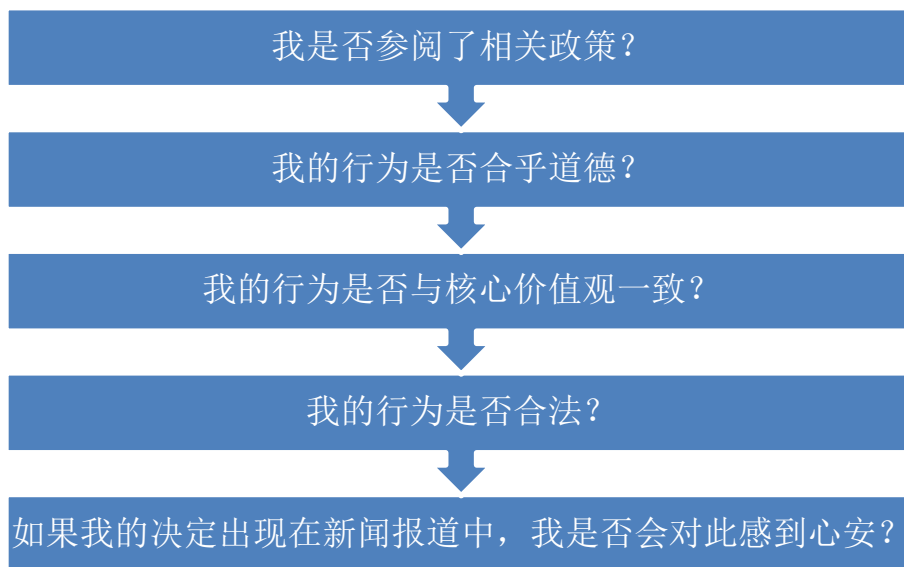 我是否参阅了相关政策？
我的行为是否合乎道德？
我的行为是否与核心价值观一致？
我的行为是否合法？
如果我的决定出现在新闻报道中，我是否会对此感到心安？